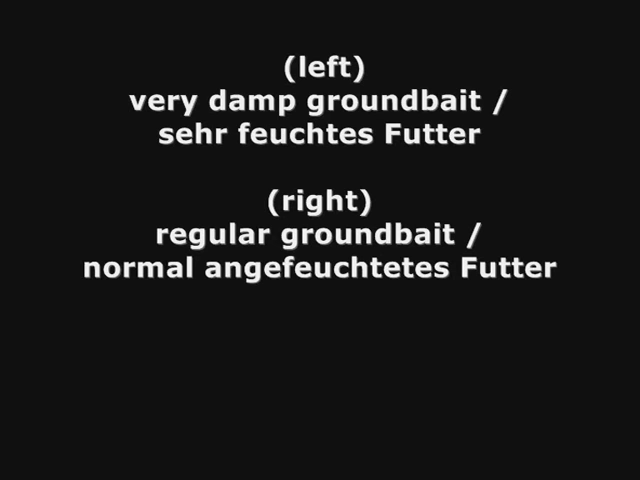 (left)
very damp groundbait /
sehr feuchtes Futter
(right)
regular groundbait /
normal angefeuchtetes Futter